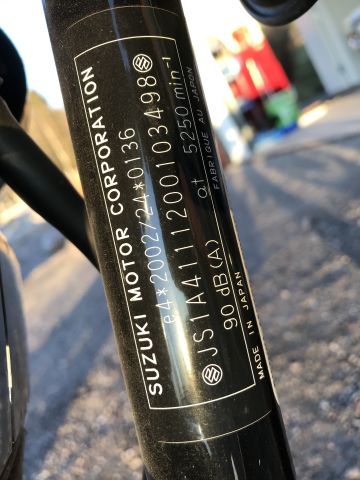 SUZUKI MOTOR CORPORATION
e4*2002/24*0136
JS1A4111200103498
90 dB(A) at 5250 min-1
MADE IN JAPAN FABRIQUE AU JAPON